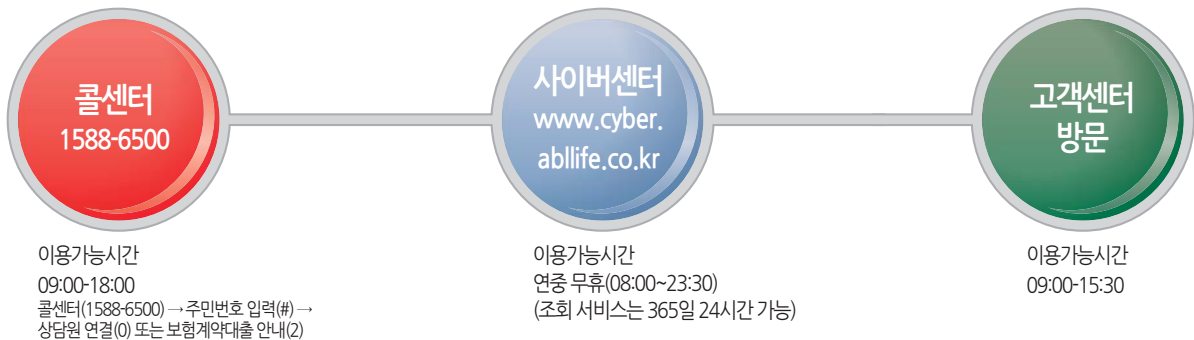 콜센터
1588-6500
이용가능시간
09:00-18:00
콜센터(1588-6500) → 주민번호 입력(#) →
상담원 연결(0) 또는 보험계약대출 안내(2)
사이버센터
www.cyber.
abllife.co.kr
이용가능시간
연중 무휴(08:00~23:30)
(조회 서비스는 365일 24시간 가능)
고객센터
방문
이용가능시간
09:00-15:30